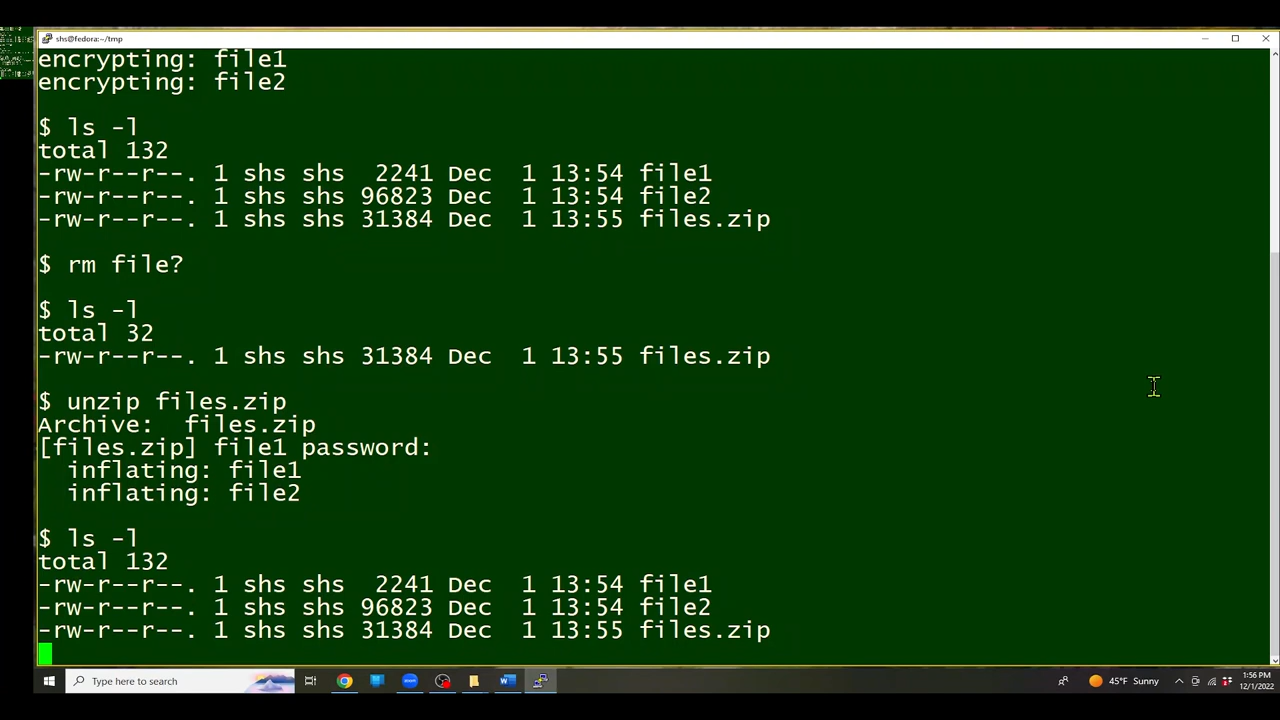 shs@fedora:~/tmp
encrypting: file1
encrypting: file2
$ ls -l
total 132
-rw-r--r--. 1 shs shs  2241 Dec  1 13:54 file1
-rw-r--r--. 1 shs shs 96823 Dec  1 13:54 file2
-rw-r--r--. 1 shs shs 31384 Dec  1 13:55 files.zip
$ rm file?
$ ls -l
total 32
-rw-r--r--. 1 shs shs 31384 Dec  1 13:55 files.zip
$ unzip files.zip
Archive:  files.zip
[files.zip] file1 password:
  inflating: file1
  inflating: file2
$ ls -l
total 132
-rw-r--r--. 1 shs shs  2241 Dec  1 13:54 file1
-rw-r--r--. 1 shs shs 96823 Dec  1 13:54 file2
-rw-r--r--. 1 shs shs 31384 Dec  1 13:55 files.zip
Type here to search
zoom
W
45°F Sunny
1:56 PM
12/1/2022